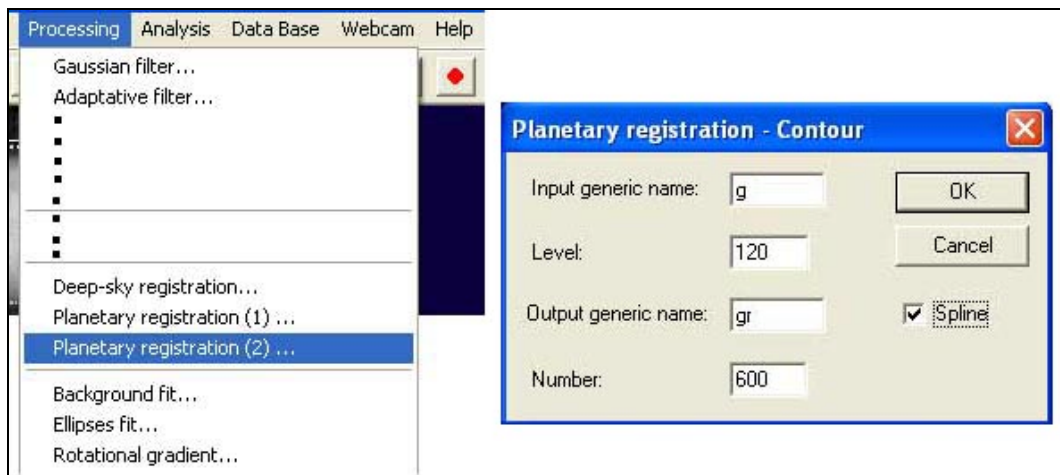 Processing Analysis Data Base Webcam Help
Gaussian filter...
Adaptative filter...
Deep-sky registration...
Planetary registration (1) ...
Planetary registration (2) ...
Background fit...
Ellipses fit...
Rotational gradient...
Planetary registration - Contour
Input generic name: g OK
Level: 120 Cancel
Output generic name: gr Spline
Number: 600